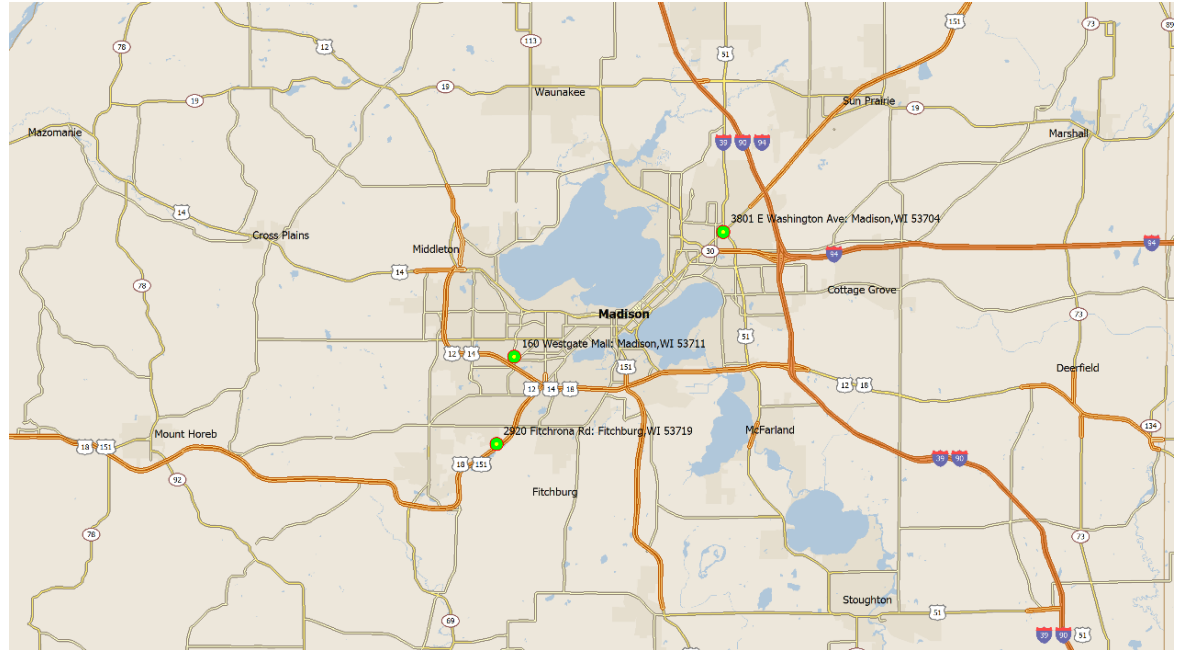 151
73
89
78
12
113
51
Waunakee
19
19
Sun Prairie
19
Mazomanie
39
90
94
Marshall
14
3801 E Washington Ave: Madison,WI 53704
Cross Plains
Middleton
30
94
94
14
78
Cottage Grove
Madison
73
51
160 Westgate Mall: Madison,WI 53711
12
14
151
Deerfield
12
14
18
12
18
Mount Horeb
2920 Fitchrona Rd: Fitchburg,WI 53719
McFarland
134
18
151
18
151
39
90
92
Fitchburg
78
73
Stoughton
51
69
39
90
51